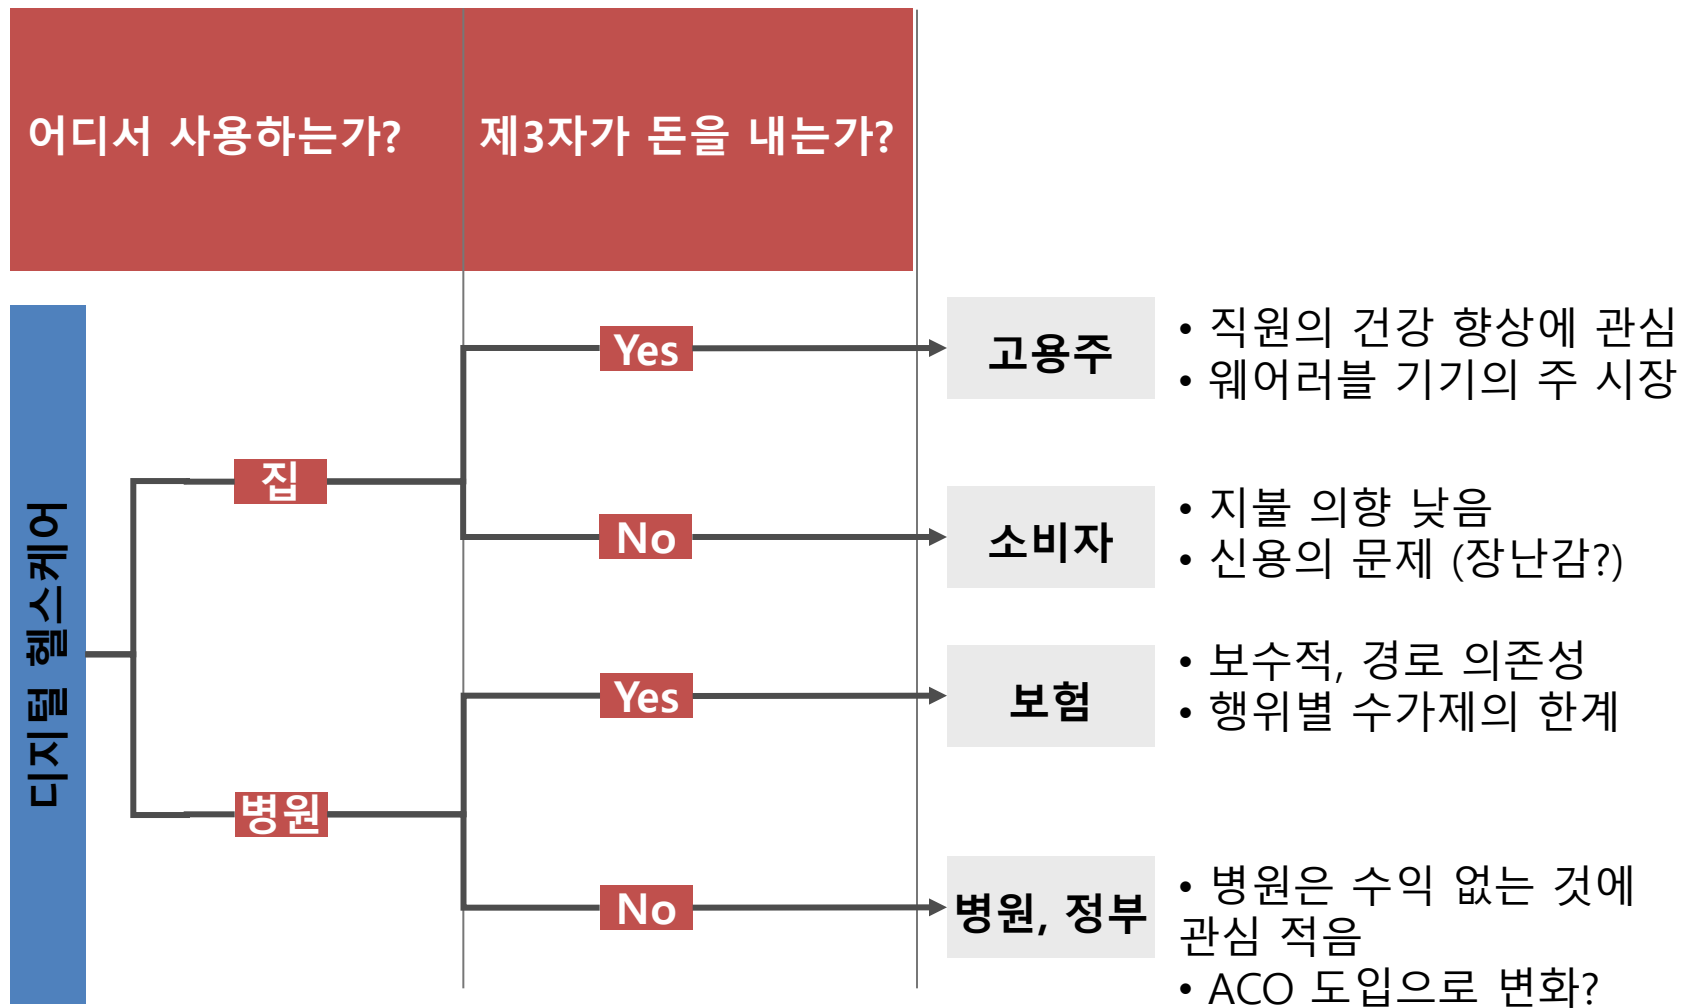 어디서 사용하는가?
제3자가 돈을 내는가?
디지털 헬스케어
집
병원
Yes
고용주
• 직원의 건강 향상에 관심
• 웨어러블 기기의 주 시장
No
소비자
• 지불 의향 낮음
• 신용의 문제 (장난감?)
Yes
보험
• 보수적, 경로 의존성
• 행위별 수가제의 한계
No
병원, 정부
• 병원은 수익 없는 것에
관심 적음
• ACO 도입으로 변화?